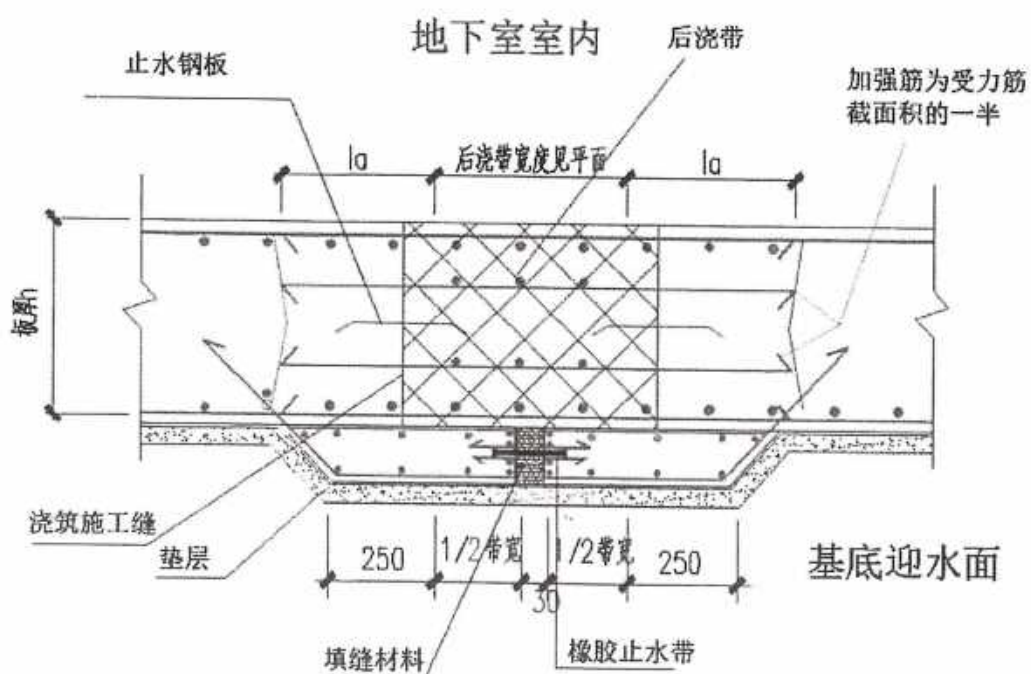 地下室室内
后浇带
止水钢板
加强筋为受力筋
截面积的一半
la
后浇带宽度见平面
la
板厚h
浇筑施工缝
垫层
250
1/2带宽
1/2带宽
250
30
基底迎水面
填缝材料
橡胶止水带